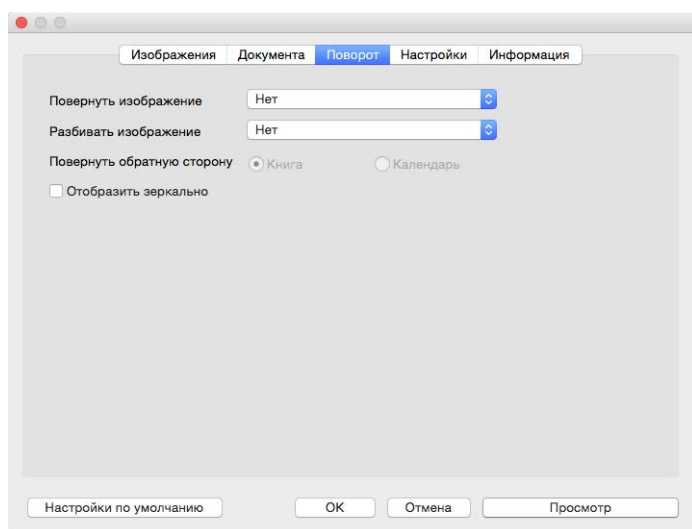 Изображения Документа Поворот Настройки Информация
Повернуть изображение Нет
Разбивать изображение Нет
Повернуть обратную сторону Книга Календарь
Отобразить зеркально
Настройки по умолчанию OK Отмена Просмотр